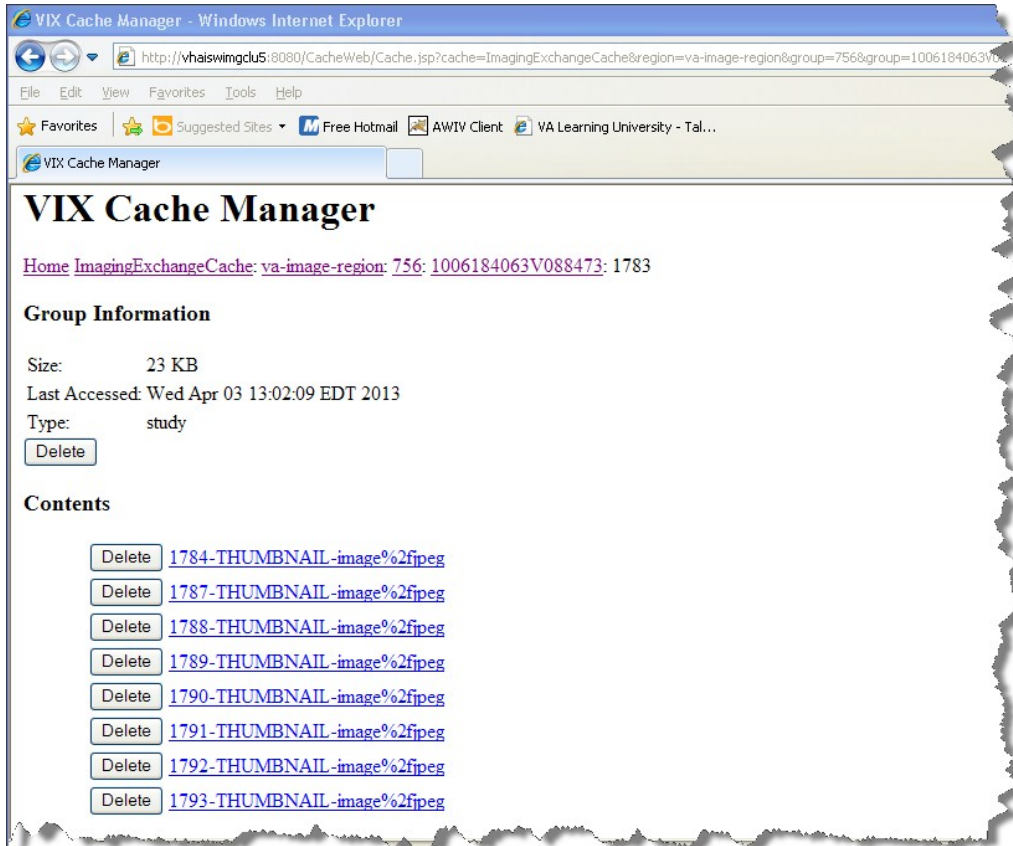 VIX Cache Manager - Windows Internet Explorer
http://vhaiswimgclu5:8080/CacheWeb/Cache.jsp?cache=ImagingExchangeCache&region=va-image-region&group=756&group=1006184063V0
File Edit View Favorites Tools Help
Favorites Suggested Sites Free Hotmail AWIV Client VA Learning University - Tal...
VIX Cache Manager
VIX Cache Manager
Home ImagingExchangeCache: va-image-region: 756: 1006184063V088473: 1783
Group Information
Size: 23 KB
Last Accessed: Wed Apr 03 13:02:09 EDT 2013
Type: study
Delete
Contents
Delete 1784-THUMBNAIL-image%2fjpeg
Delete 1787-THUMBNAIL-image%2fjpeg
Delete 1788-THUMBNAIL-image%2fjpeg
Delete 1789-THUMBNAIL-image%2fjpeg
Delete 1790-THUMBNAIL-image%2fjpeg
Delete 1791-THUMBNAIL-image%2fjpeg
Delete 1792-THUMBNAIL-image%2fjpeg
Delete 1793-THUMBNAIL-image%2fjpeg